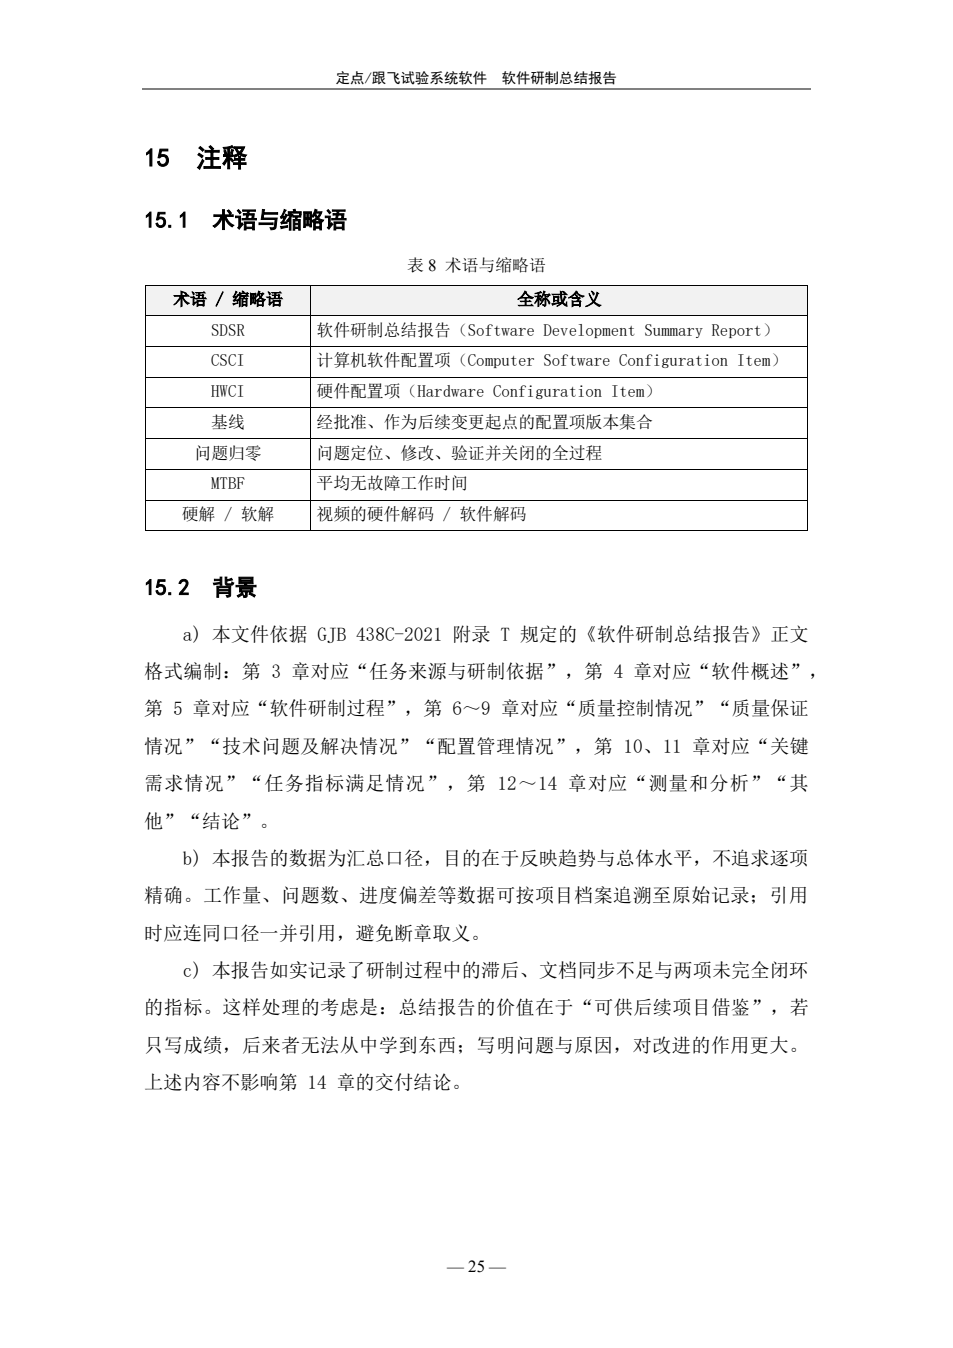 定点/跟飞试验系统软件 软件研制总结报告
15 注释
15.1 术语与缩略语
表 8 术语与缩略语
术语 / 缩略语 全称或含义
SDSR 软件研制总结报告（Software Development Summary Report）
CSCI 计算机软件配置项（Computer Software Configuration Item）
HWCI 硬件配置项（Hardware Configuration Item）
基线 经批准、作为后续变更起点的配置项版本集合
问题归零 问题定位、修改、验证并关闭的全过程
MTBF 平均无故障工作时间
硬解 / 软解 视频的硬件解码 / 软件解码
15.2 背景
a）本文件依据 GJB 438C-2021 附录 T 规定的《软件研制总结报告》正文
格式编制：第 3 章对应“任务来源与研制依据”，第 4 章对应“软件概述”，
第 5 章对应“软件研制过程”，第 6～9 章对应“质量控制情况”“质量保证
情况”“技术问题及解决情况”“配置管理情况”，第 10、11 章对应“关键
需求情况”“任务指标满足情况”，第 12～14 章对应“测量和分析”“其
他”“结论”。
b）本报告的数据为汇总口径，目的在于反映趋势与总体水平，不追求逐项
精确。工作量、问题数、进度偏差等数据可按项目档案追溯至原始记录；引用
时应连同口径一并引用，避免断章取义。
c）本报告如实记录了研制过程中的滞后、文档同步不足与两项未完全闭环
的指标。这样处理的考虑是：总结报告的价值在于“可供后续项目借鉴”，若
只写成绩，后来者无法从中学到东西；写明问题与原因，对改进的作用更大。
上述内容不影响第 14 章的交付结论。
— 25 —